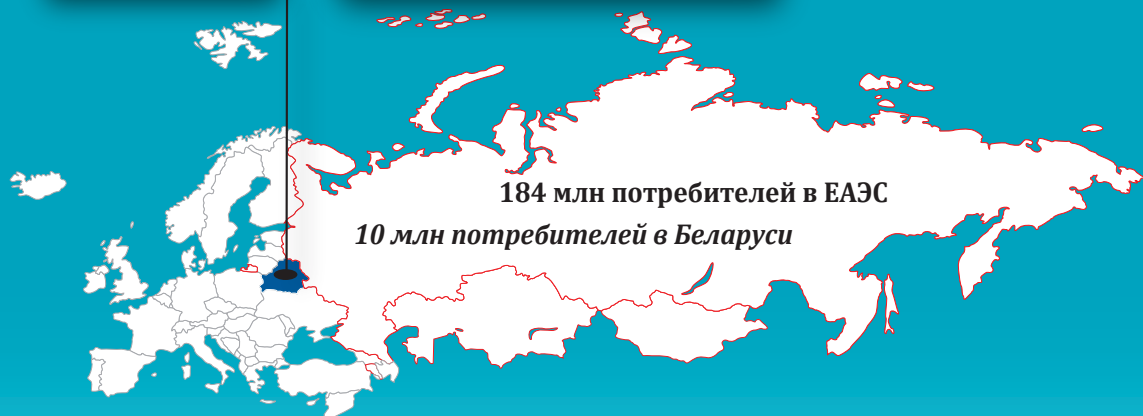 184 млн потребителей в ЕАЭС
10 млн потребителей в Беларуси